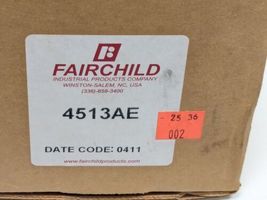 FAIRCHILD
INDUSTRIAL PRODUCTS COMPANY
WINSTON-SALEM, NC, USA
(336)-659-3400
4513AE
- 25 36
002
DATE CODE: 0411
www.fairchildproducts.com